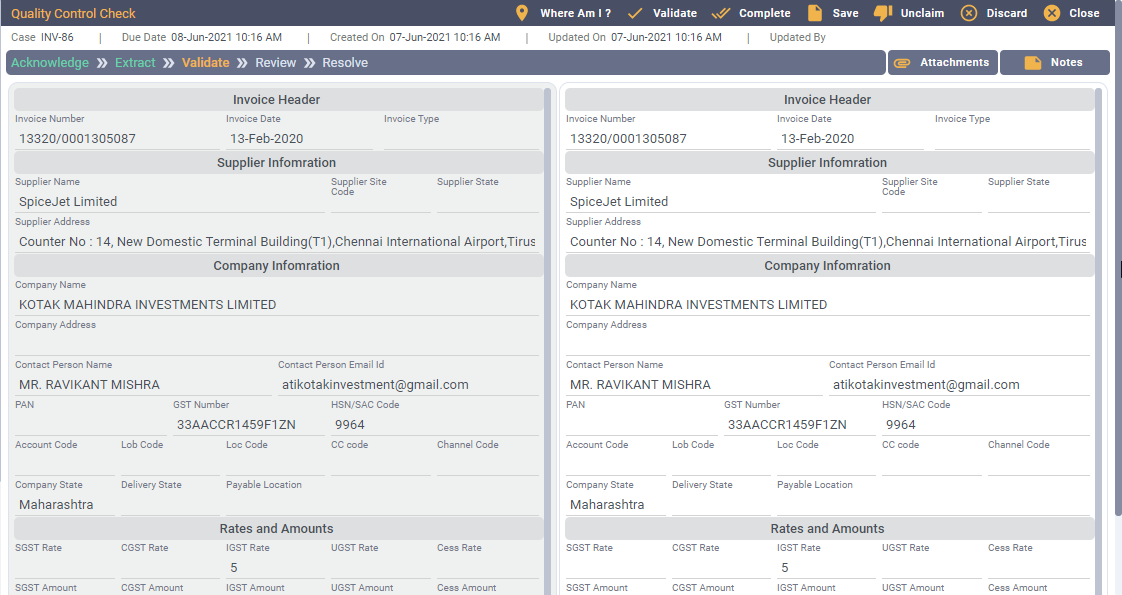 Quality Control Check Where Am I ? Validate Complete Save Unclaim Discard Close
Case INV-86 | Due Date 08-Jun-2021 10:16 AM | Created On 07-Jun-2021 10:16 AM | Updated On 07-Jun-2021 10:16 AM | Updated By
Acknowledge » Extract » Validate » Review » Resolve Attachments Notes
Invoice Header
Invoice Number Invoice Date Invoice Type
13320/0001305087 13-Feb-2020
Supplier Infomration
Supplier Name Supplier Site Code Supplier State
SpiceJet Limited
Supplier Address
Counter No : 14, New Domestic Terminal Building(T1),Chennai International Airport,Tirus
Company Infomration
Company Name
KOTAK MAHINDRA INVESTMENTS LIMITED
Company Address
Contact Person Name Contact Person Email Id
MR. RAVIKANT MISHRA atikotakinvestment@gmail.com
PAN GST Number HSN/SAC Code
33AACCR1459F1ZN 9964
Account Code Lob Code Loc Code CC code Channel Code
Company State Delivery State Payable Location
Maharashtra
Rates and Amounts
SGST Rate CGST Rate IGST Rate UGST Rate Cess Rate
5
SGST Amount CGST Amount IGST Amount UGST Amount Cess Amount
Invoice Header
Invoice Number Invoice Date Invoice Type
13320/0001305087 13-Feb-2020
Supplier Infomration
Supplier Name Supplier Site Code Supplier State
SpiceJet Limited
Supplier Address
Counter No : 14, New Domestic Terminal Building(T1),Chennai International Airport,Tirus
Company Infomration
Company Name
KOTAK MAHINDRA INVESTMENTS LIMITED
Company Address
Contact Person Name Contact Person Email Id
MR. RAVIKANT MISHRA atikotakinvestment@gmail.com
PAN GST Number HSN/SAC Code
33AACCR1459F1ZN 9964
Account Code Lob Code Loc Code CC code Channel Code
Company State Delivery State Payable Location
Maharashtra
Rates and Amounts
SGST Rate CGST Rate IGST Rate UGST Rate Cess Rate
5
SGST Amount CGST Amount IGST Amount UGST Amount Cess Amount